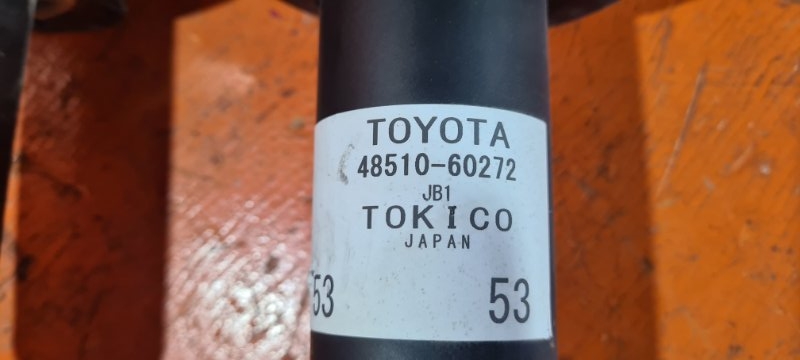 TOYOTA
48510-60272
JB1
TOKICO
JAPAN
53 53